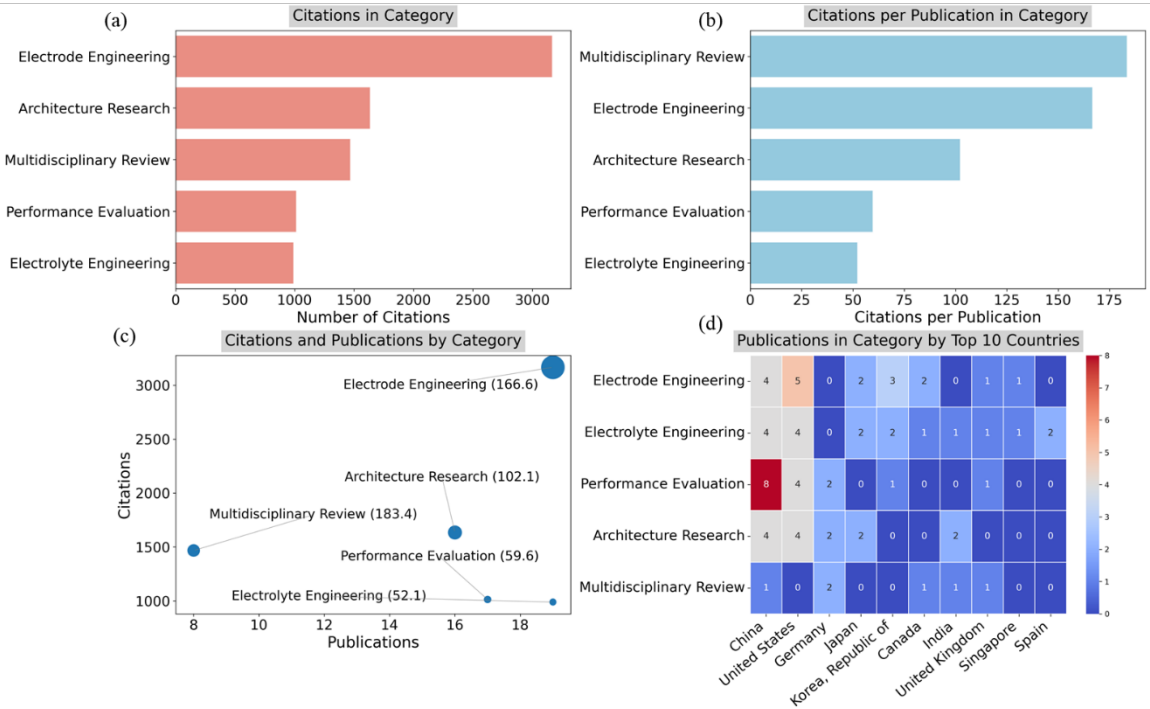 (a)
Citations in Category
Electrode Engineering
Architecture Research
Multidisciplinary Review
Performance Evaluation
Electrolyte Engineering
0 500 1000 1500 2000 2500 3000
Number of Citations
(b)
Citations per Publication in Category
Multidisciplinary Review
Electrode Engineering
Architecture Research
Performance Evaluation
Electrolyte Engineering
0 25 50 75 100 125 150 175
Citations per Publication
(c)
Citations and Publications by Category
Citations
3000
2500
2000
1500
1000
Electrode Engineering (166.6)
Architecture Research (102.1)
Multidisciplinary Review (183.4)
Performance Evaluation (59.6)
Electrolyte Engineering (52.1)
8 10 12 14 16 18
Publications
(d)
Publications in Category by Top 10 Countries
Electrode Engineering 4 5 0 2 3 2 0 1 1 0
Electrolyte Engineering 4 4 0 2 2 1 1 1 1 2
Performance Evaluation 8 4 2 0 1 0 0 1 0 0
Architecture Research 4 4 2 2 0 0 2 0 0 0
Multidisciplinary Review 1 0 2 0 0 1 1 1 0 0
China
United States
Germany
Japan
Korea, Republic of
Canada
India
United Kingdom
Singapore
Spain
8
7
6
5
4
3
2
1
0